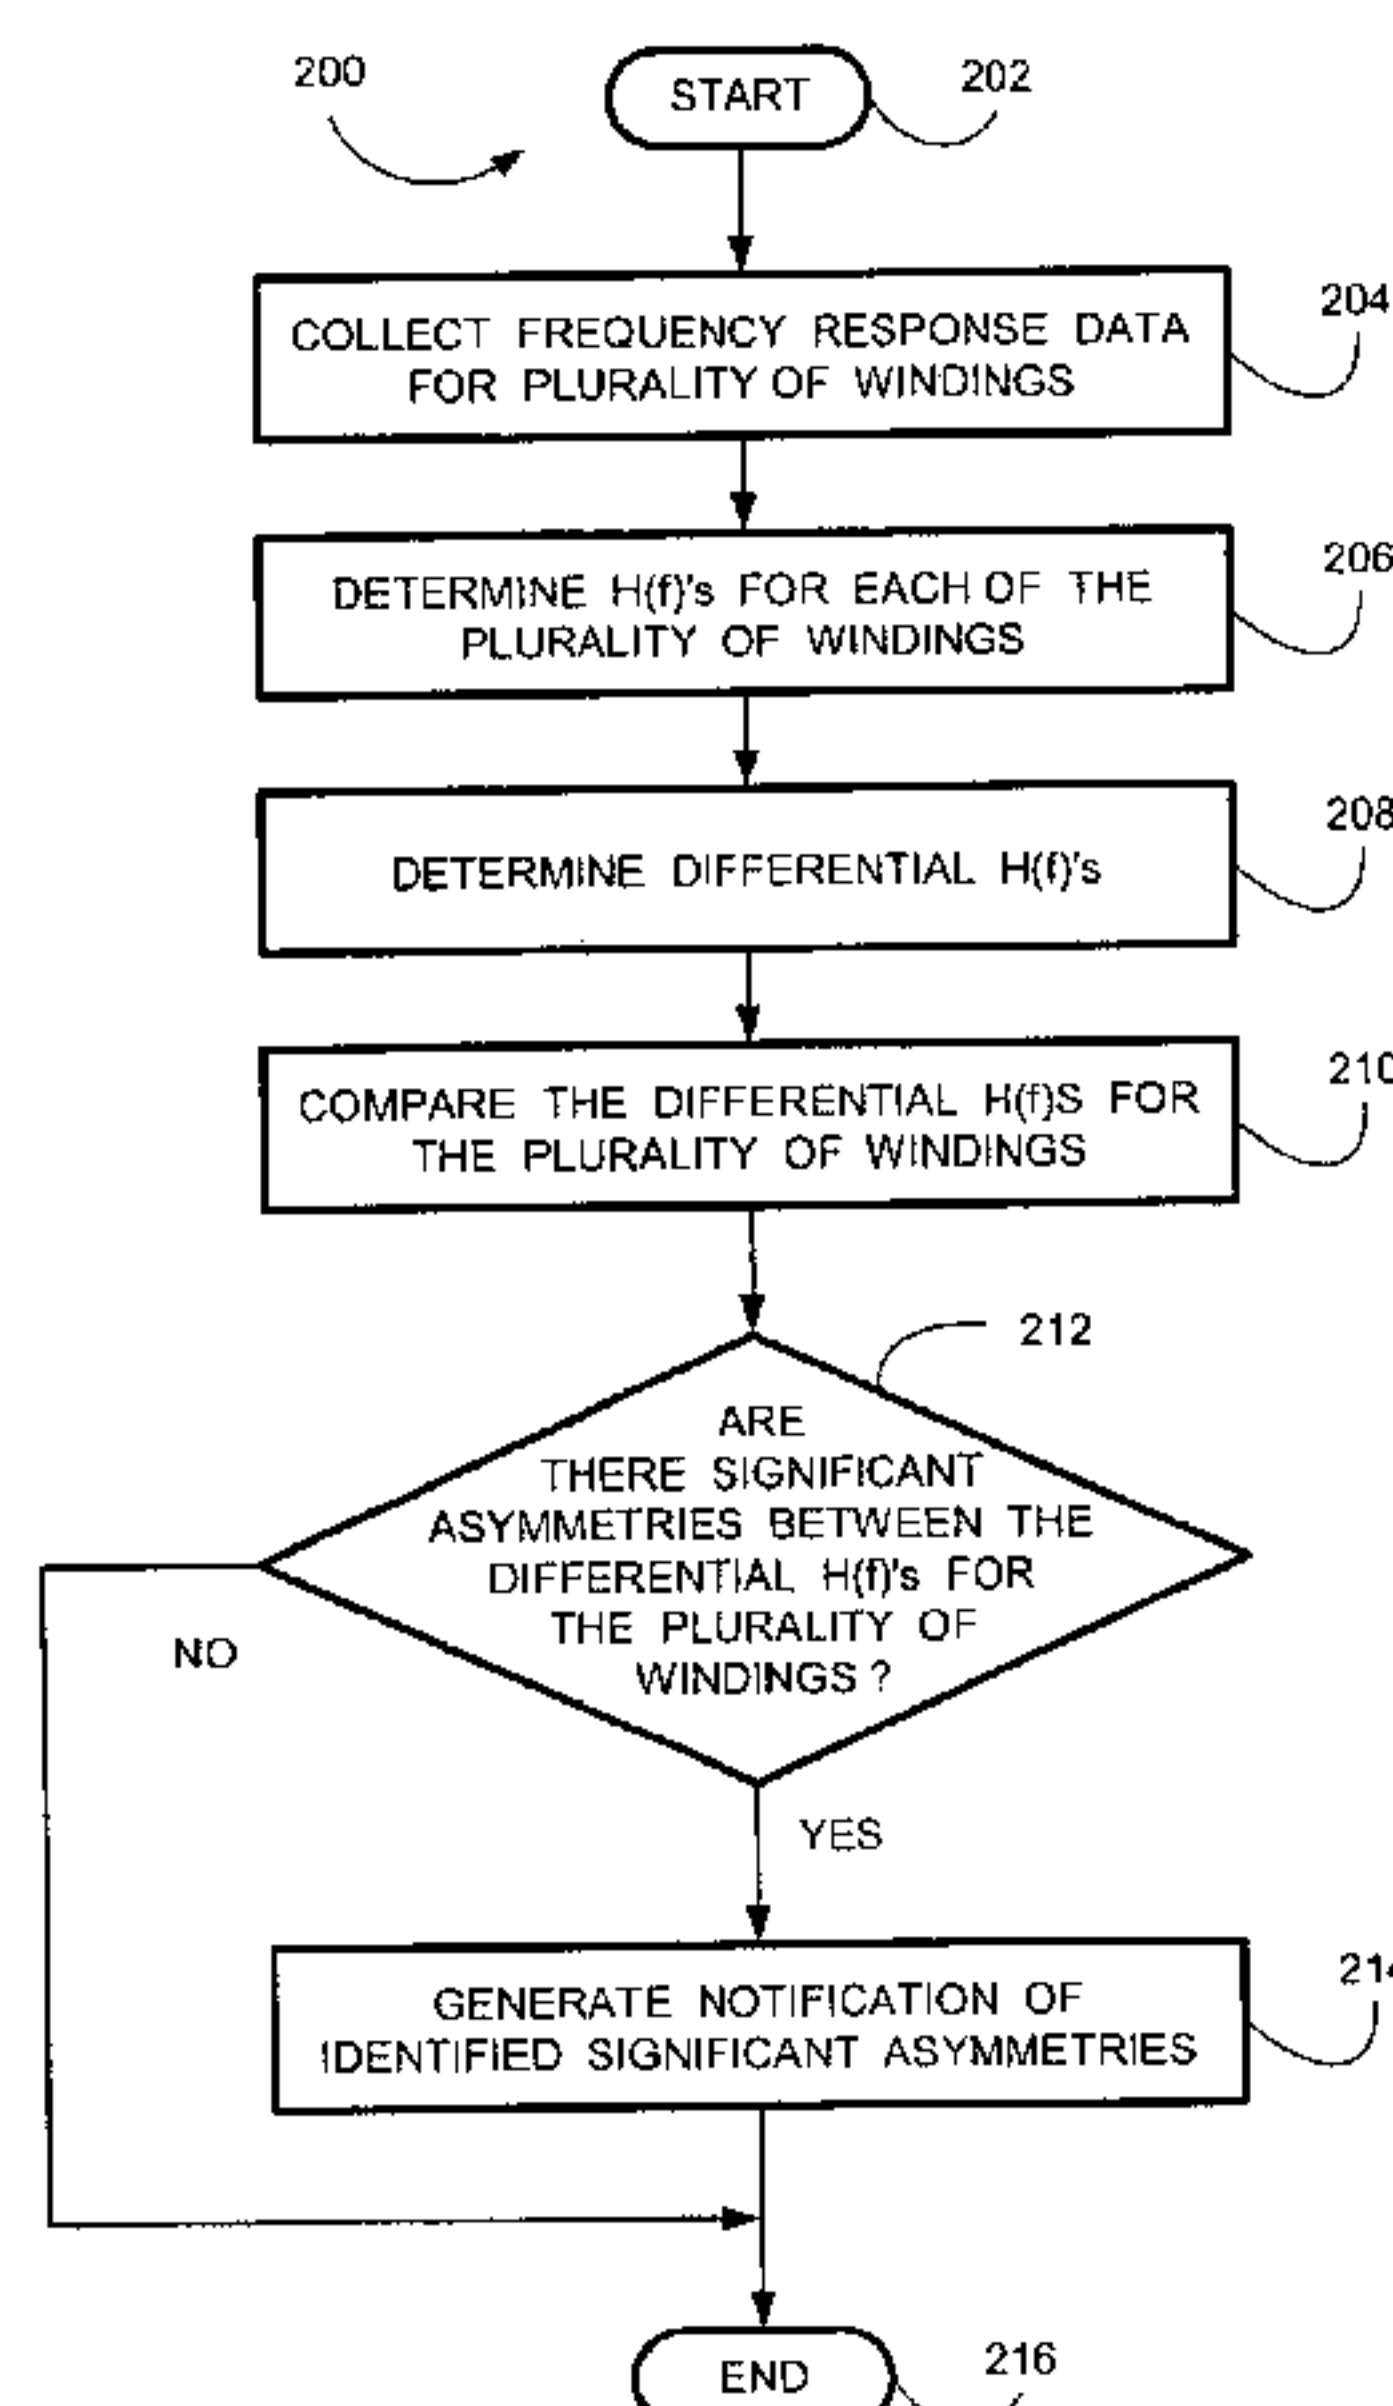 200
START
202
COLLECT FREQUENCY RESPONSE DATA
FOR PLURALITY OF WINDINGS
204
DETERMINE H(f)'s FOR EACH OF THE
PLURALITY OF WINDINGS
206
DETERMINE DIFFERENTIAL H(f)'s
208
COMPARE THE DIFFERENTIAL H(f)S FOR
THE PLURALITY OF WINDINGS
210
212
ARE
THERE SIGNIFICANT
ASYMMETRIES BETWEEN THE
DIFFERENTIAL H(f)'s FOR
THE PLURALITY OF
WINDINGS ?
NO
YES
GENERATE NOTIFICATION OF
IDENTIFIED SIGNIFICANT ASYMMETRIES
214
END
216